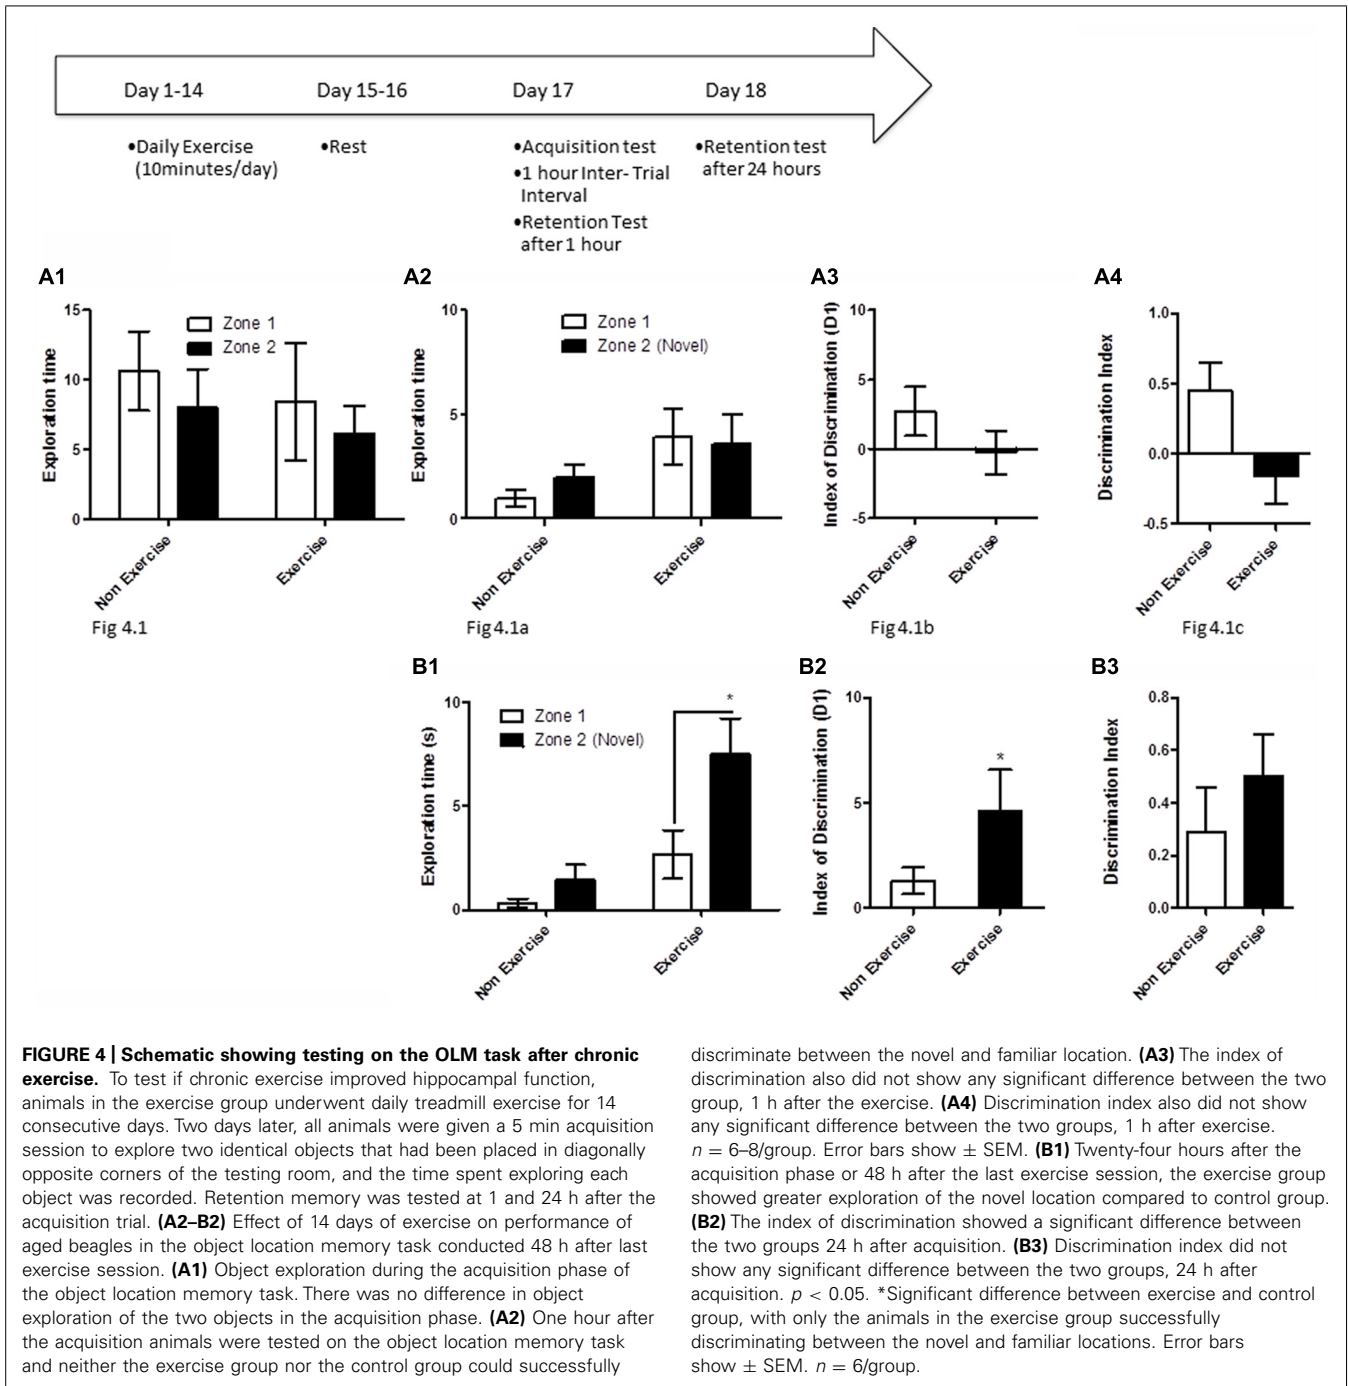 Day 1-14
Day 15-16
Day 17
Day 18
•Daily Exercise
(10minutes/day)
•Rest
•Acquisition test
•1 hour Inter- Trial
Interval
•Retention Test
after 1 hour
•Retention test
after 24 hours
A1
15
10
5
0
Exploration time
Zone 1
Zone 2
Non Exercise
Exercise
Fig 4.1
A2
10
5
0
Exploration time
Zone 1
Zone 2 (Novel)
Non Exercise
Exercise
Fig4.1a
A3
10
5
0
-5
Index of Discrimination (D1)
Non Exercise
Exercise
Fig4.1b
A4
1.0
0.5
0.0
-0.5
Discrimination Index
Non Exercise
Exercise
Fig4.1c
B1
10
5
0
Exploration time (s)
Zone 1
Zone 2 (Novel)
*
Non Exercise
Exercise
B2
10
5
0
Index of Discrimination (D1)
*
Non Exercise
Exercise
B3
0.8
0.6
0.4
0.2
0.0
Discrimination Index
Non Exercise
Exercise
FIGURE 4 | Schematic showing testing on the OLM task after chronic
exercise. To test if chronic exercise improved hippocampal function,
animals in the exercise group underwent daily treadmill exercise for 14
consecutive days. Two days later, all animals were given a 5 min acquisition
session to explore two identical objects that had been placed in diagonally
opposite corners of the testing room, and the time spent exploring each
object was recorded. Retention memory was tested at 1 and 24 h after the
acquisition trial. (A2–B2) Effect of 14 days of exercise on performance of
aged beagles in the object location memory task conducted 48 h after last
exercise session. (A1) Object exploration during the acquisition phase of
the object location memory task. There was no difference in object
exploration of the two objects in the acquisition phase. (A2) One hour after
the acquisition animals were tested on the object location memory task
and neither the exercise group nor the control group could successfully
discriminate between the novel and familiar location. (A3) The index of
discrimination also did not show any significant difference between the two
group, 1 h after the exercise. (A4) Discrimination index also did not show
any significant difference between the two groups, 1 h after exercise.
n = 6–8/group. Error bars show ± SEM. (B1) Twenty-four hours after the
acquisition phase or 48 h after the last exercise session, the exercise group
showed greater exploration of the novel location compared to control group.
(B2) The index of discrimination showed a significant difference between
the two groups 24 h after acquisition. (B3) Discrimination index did not
show any significant difference between the two groups, 24 h after
acquisition. p < 0.05. *Significant difference between exercise and control
group, with only the animals in the exercise group successfully
discriminating between the novel and familiar locations. Error bars
show ± SEM. n = 6/group.